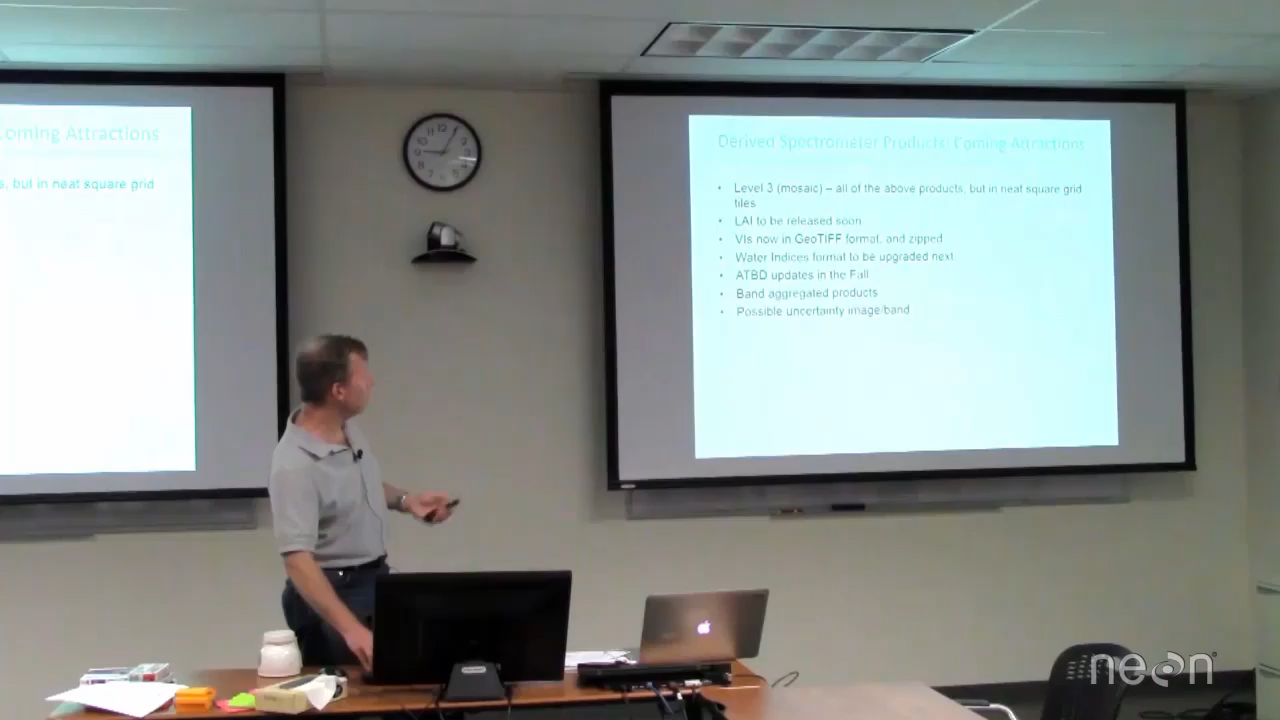 Coming Attractions
s, but in neat square grid
Derived Spectrometer Products: Coming Attractions
• Level 3 (mosaic) – all of the above products, but in neat square grid
tiles
• LAI to be released soon
• VIs now in GeoTIFF format, and zipped
• Water Indices format to be upgraded next
• ATBD updates in the Fall
• Band aggregated products
• Possible uncertainty image/band
neon